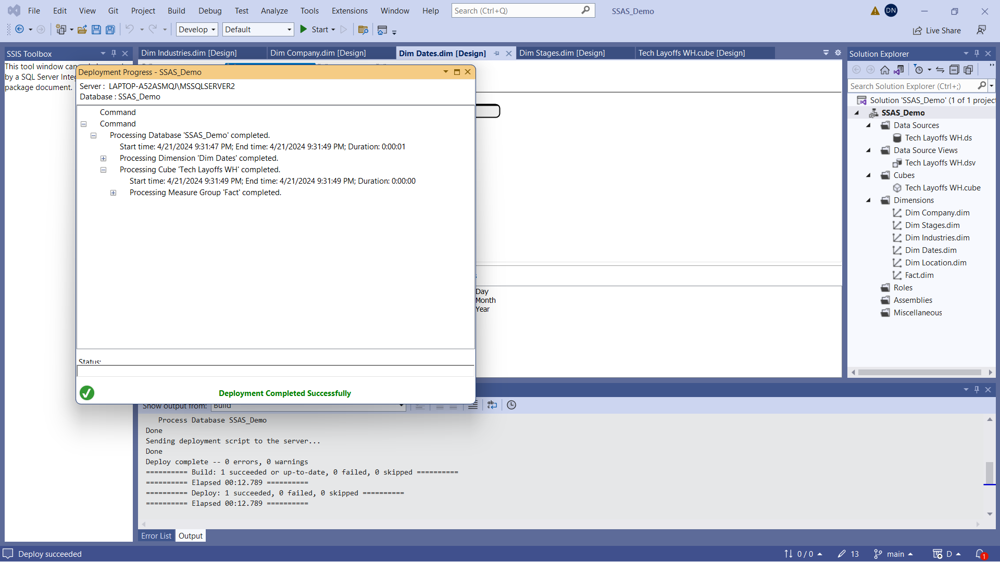 File Edit View Git Project Build Debug Test Analyze Tools Extensions Window Help Search (Ctrl+Q) SSAS_Demo DN
Develop Default Start Live Share
SSIS Toolbox
This tool window can
by a SQL Server Integ
package document.
Dim Industries.dim [Design] Dim Company.dim [Design] Dim Dates.dim [Design] Dim Stages.dim [Design] Tech Layoffs WH.cube [Design]
Deployment Progress - SSAS_Demo
Server : LAPTOP-A52ASMQJ\MSSQLSERVER2
Database : SSAS_Demo
Command
Command
Processing Database 'SSAS_Demo' completed.
Start time: 4/21/2024 9:31:47 PM; End time: 4/21/2024 9:31:49 PM; Duration: 0:00:01
Processing Dimension 'Dim Dates' completed.
Processing Cube 'Tech Layoffs WH' completed.
Start time: 4/21/2024 9:31:49 PM; End time: 4/21/2024 9:31:49 PM; Duration: 0:00:00
Processing Measure Group 'Fact' completed.
Status:
Deployment Completed Successfully
Day
Month
Year
Solution Explorer
Search Solution Explorer (Ctrl+;)
Solution 'SSAS_Demo' (1 of 1 project
SSAS_Demo
Data Sources
Tech Layoffs WH.ds
Data Source Views
Tech Layoffs WH.dsv
Cubes
Tech Layoffs WH.cube
Dimensions
Dim Company.dim
Dim Stages.dim
Dim Industries.dim
Dim Dates.dim
Dim Location.dim
Fact.dim
Roles
Assemblies
Miscellaneous
Show output from: Build
Process Database SSAS_Demo
Done
Sending deployment script to the server...
Done
Deploy complete -- 0 errors, 0 warnings
========== Build: 1 succeeded or up-to-date, 0 failed, 0 skipped ==========
========== Elapsed 00:12.789 ==========
========== Deploy: 1 succeeded, 0 failed, 0 skipped ==========
========== Elapsed 00:12.789 ==========
Error List Output
Deploy succeeded 0 / 0 13 main D 1